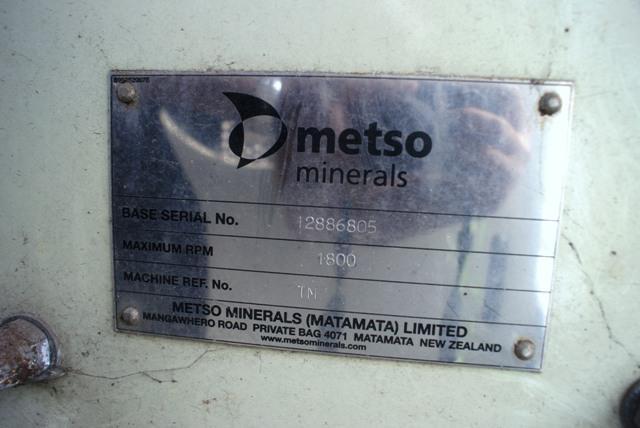 metso
minerals
BASE SERIAL No. 12886805
MAXIMUM RPM 1800
MACHINE REF. No. TM
METSO MINERALS (MATAMATA) LIMITED
MANGAWHERO ROAD PRIVATE BAG 4071 MATAMATA NEW ZEALAND
www.metsominerals.com